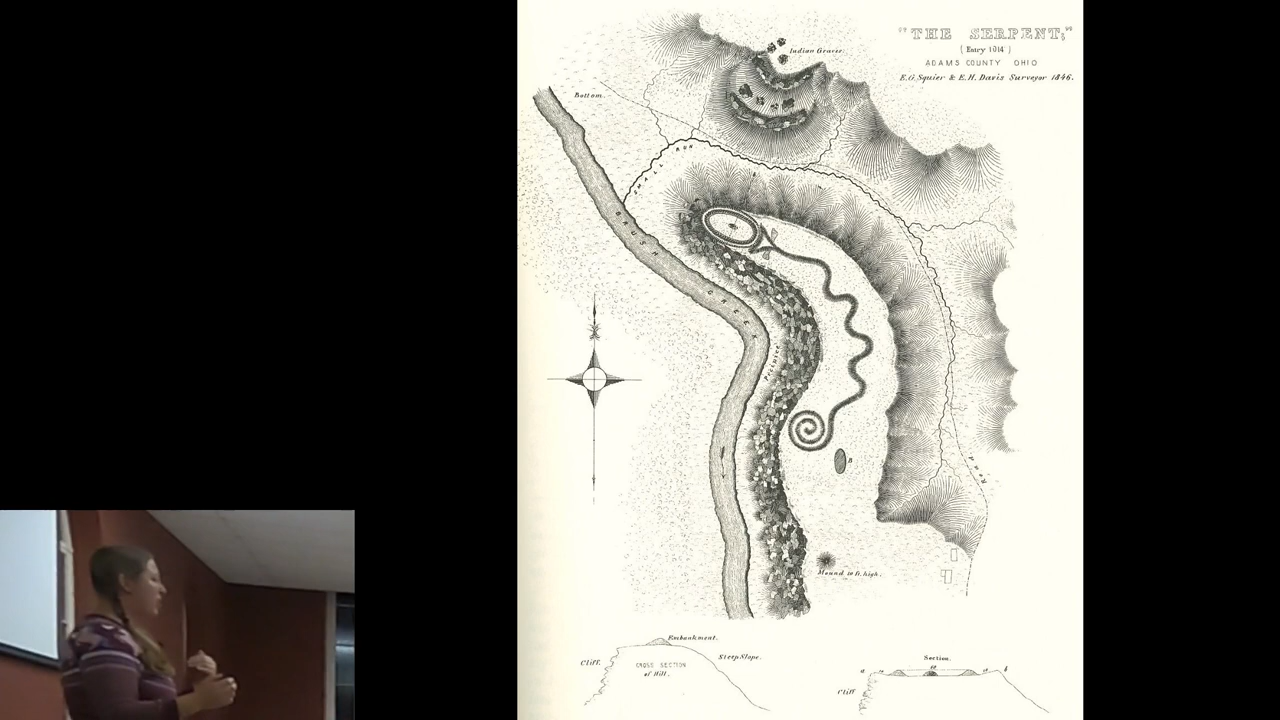 "THE SERPENT;"
( Entry 1014 )
ADAMS COUNTY OHIO
E.G. Squier & E.H. Davis Surveyor 1846.
Indian Graves.
Bottom.
SMALL RUN
BRUSH CREEK
Precipice
Road
B
Mound 10 ft. high.
Embankment.
Cliff.
Steep Slope.
CROSS SECTION
of Hill.
Section.
a
b
Cliff